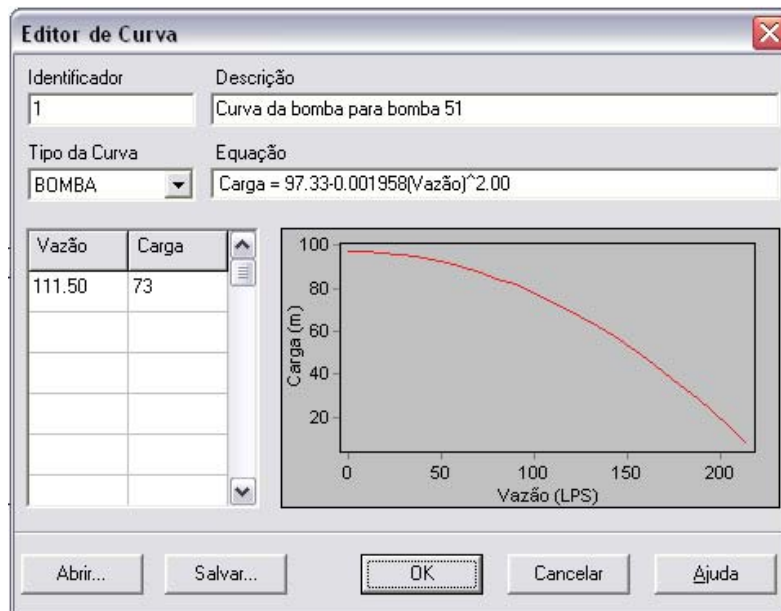 Editor de Curva
Identificador Descrição
1 Curva da bomba para bomba 51
Tipo da Curva Equação
BOMBA Carga = 97.33-0.001958(Vazão)^2.00
Vazão Carga
111.50 73
100
80
60
40
20
Carga (m)
0 50 100 150 200
Vazão (LPS)
Abrir... Salvar... OK Cancelar Ajuda